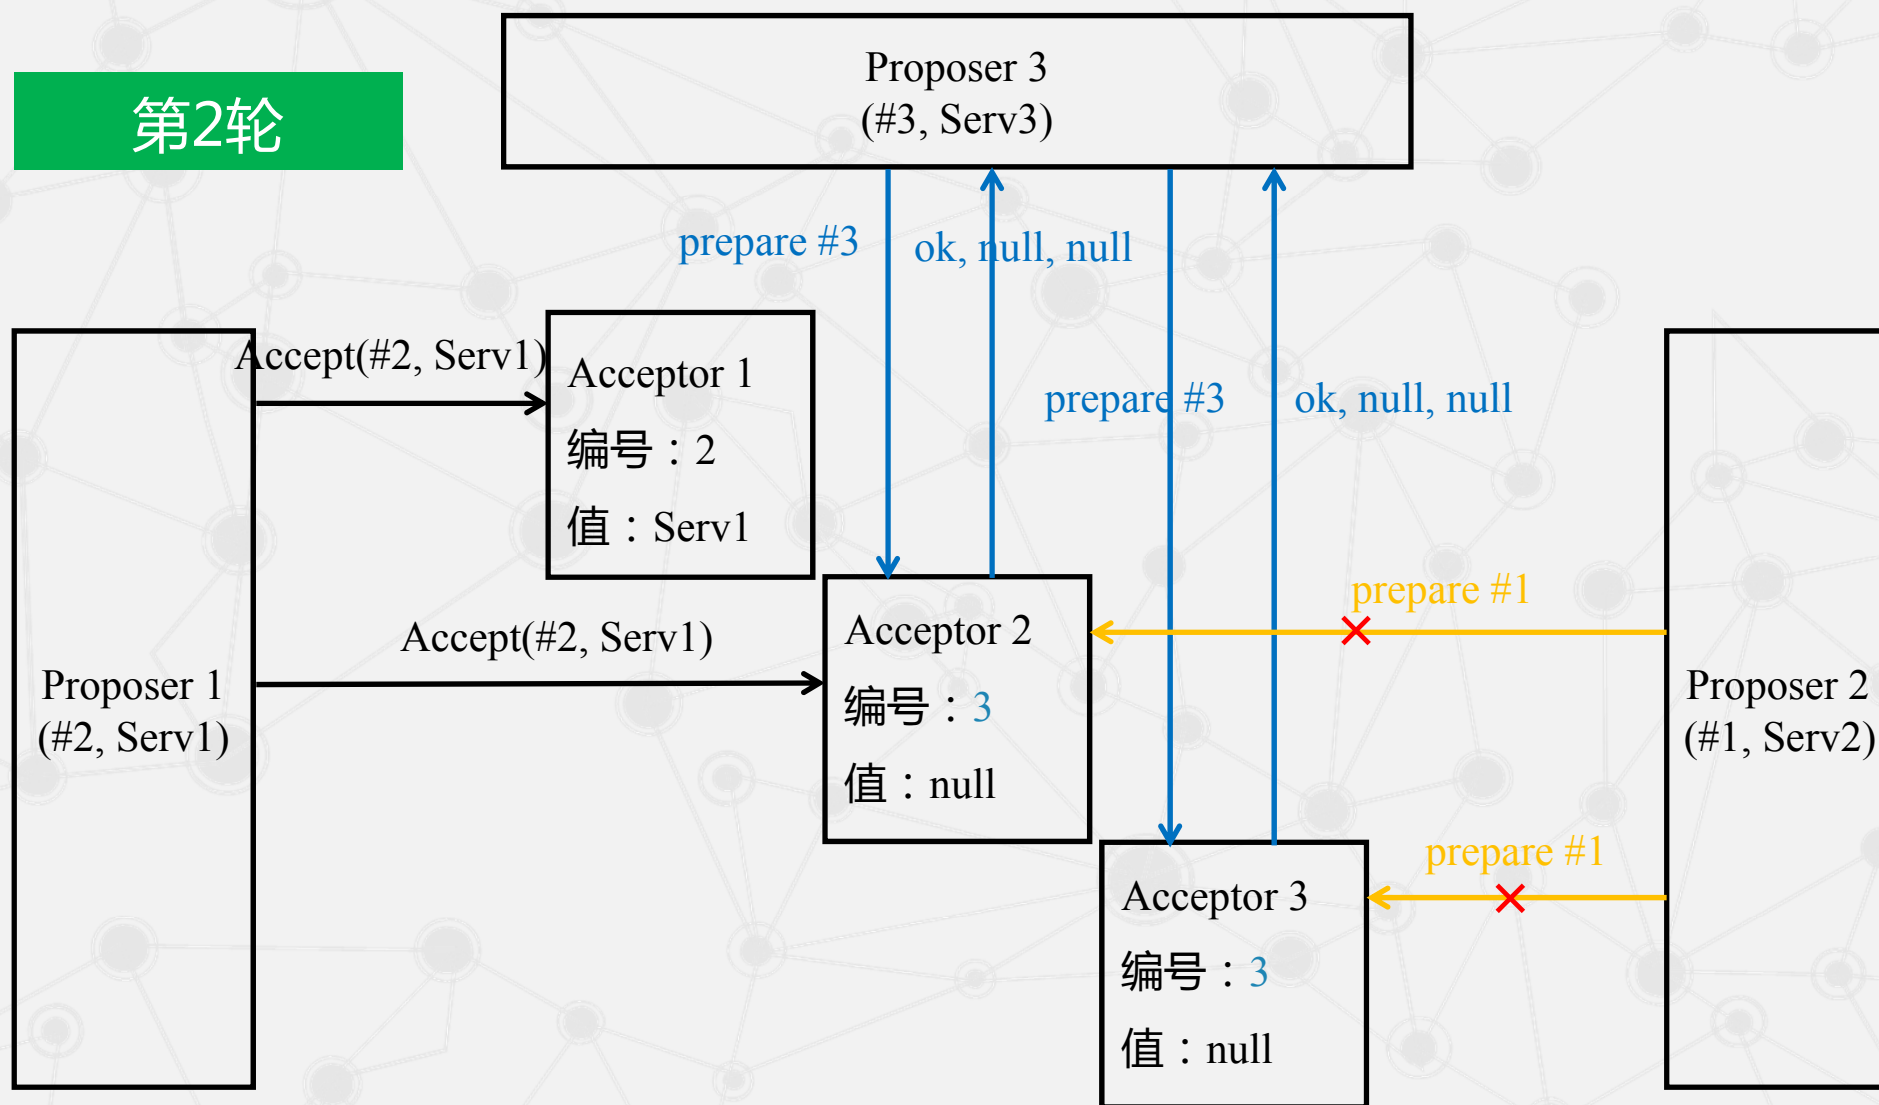 第2轮
Proposer 3
(#3, Serv3)
prepare #3
ok, null, null
Accept(#2, Serv1)
Acceptor 1
编号：2
值：Serv1
prepare #3
ok, null, null
Accept(#2, Serv1)
Acceptor 2
编号：3
值：null
prepare #1
Proposer 1
(#2, Serv1)
Proposer 2
(#1, Serv2)
prepare #1
Acceptor 3
编号：3
值：null